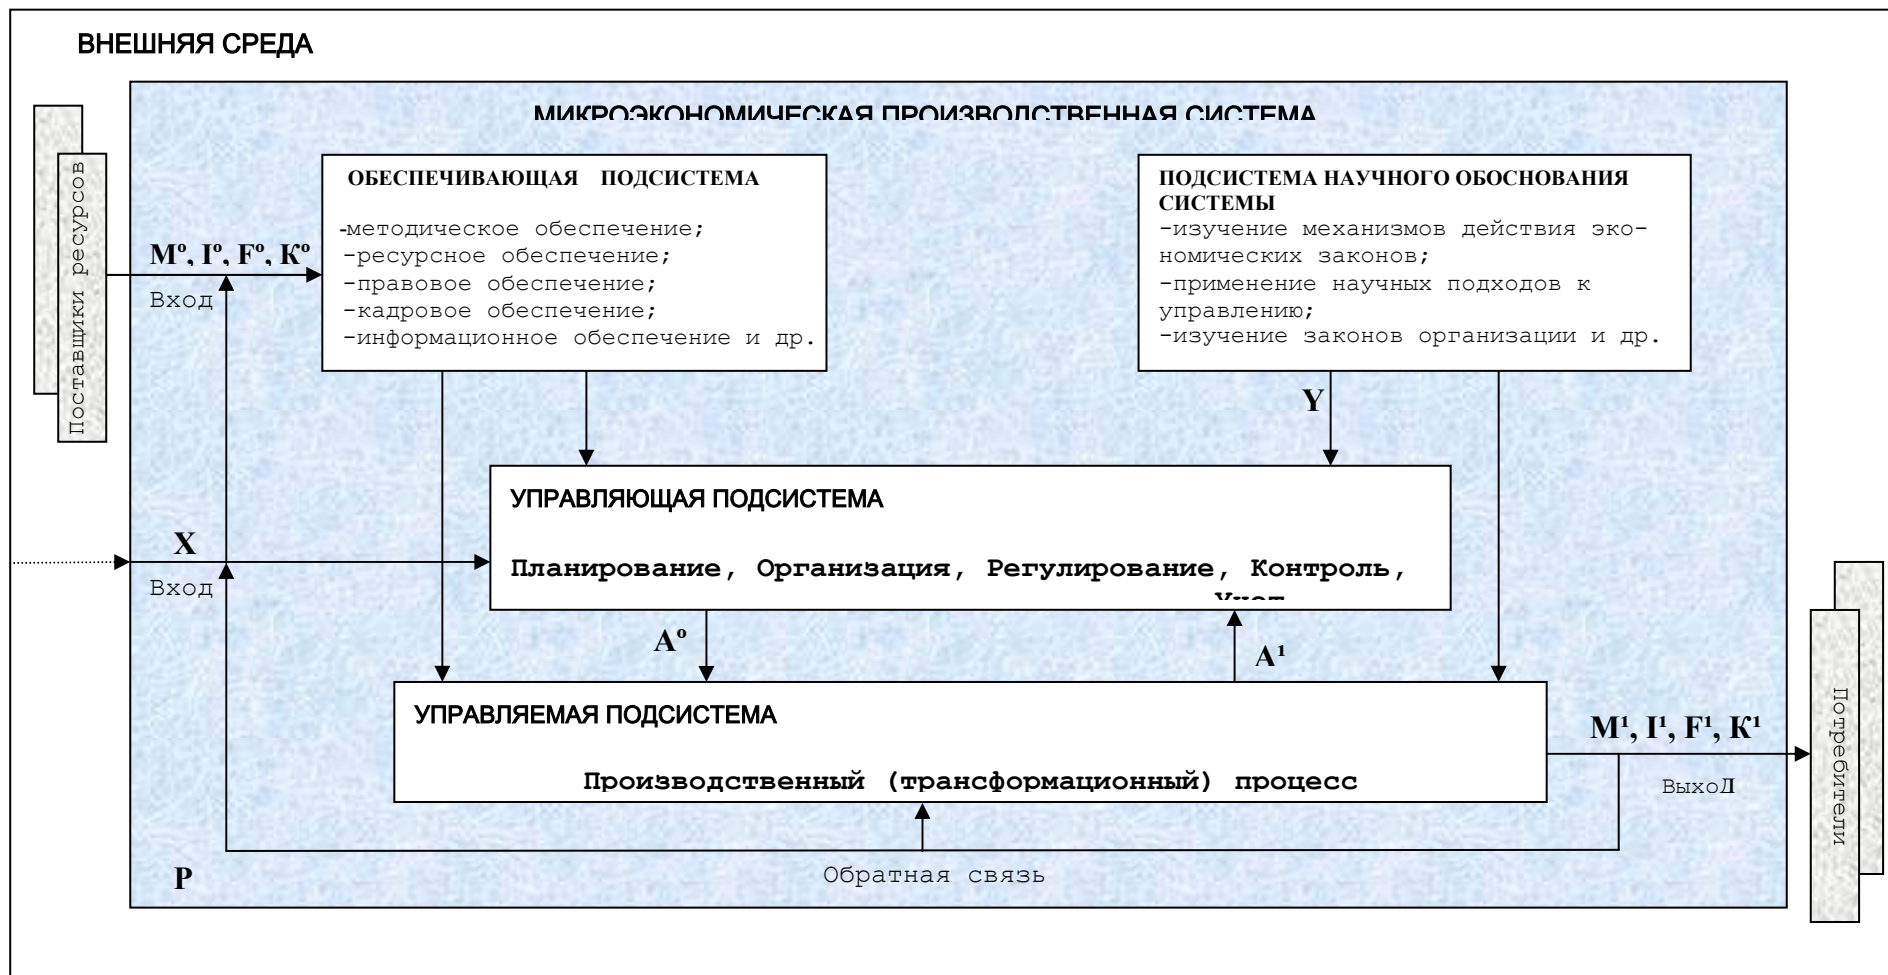 ВНЕШНЯЯ СРЕДА
МИКРОЭКОНОМИЧЕСКАЯ ПРОИЗВОДСТВЕННАЯ СИСТЕМА
Поставщики ресурсов
ОБЕСПЕЧИВАЮЩАЯ ПОДСИСТЕМА
-методическое обеспечение;
-ресурсное обеспечение;
-правовое обеспечение;
-кадровое обеспечение;
-информационное обеспечение и др.
ПОДСИСТЕМА НАУЧНОГО ОБОСНОВАНИЯ
СИСТЕМЫ
-изучение механизмов действия эко-
номических законов;
-применение научных подходов к
управлению;
-изучение законов организации и др.
Mº, Iº, Fº, Кº
Вход
Y
X
Вход
УПРАВЛЯЮЩАЯ ПОДСИСТЕМА
Планирование, Организация, Регулирование, Контроль,
Учет
Aº
A¹
УПРАВЛЯЕМАЯ ПОДСИСТЕМА
Производственный (трансформационный) процесс
M¹, I¹, F¹, К¹
Выход
Потребители
Обратная связь
P